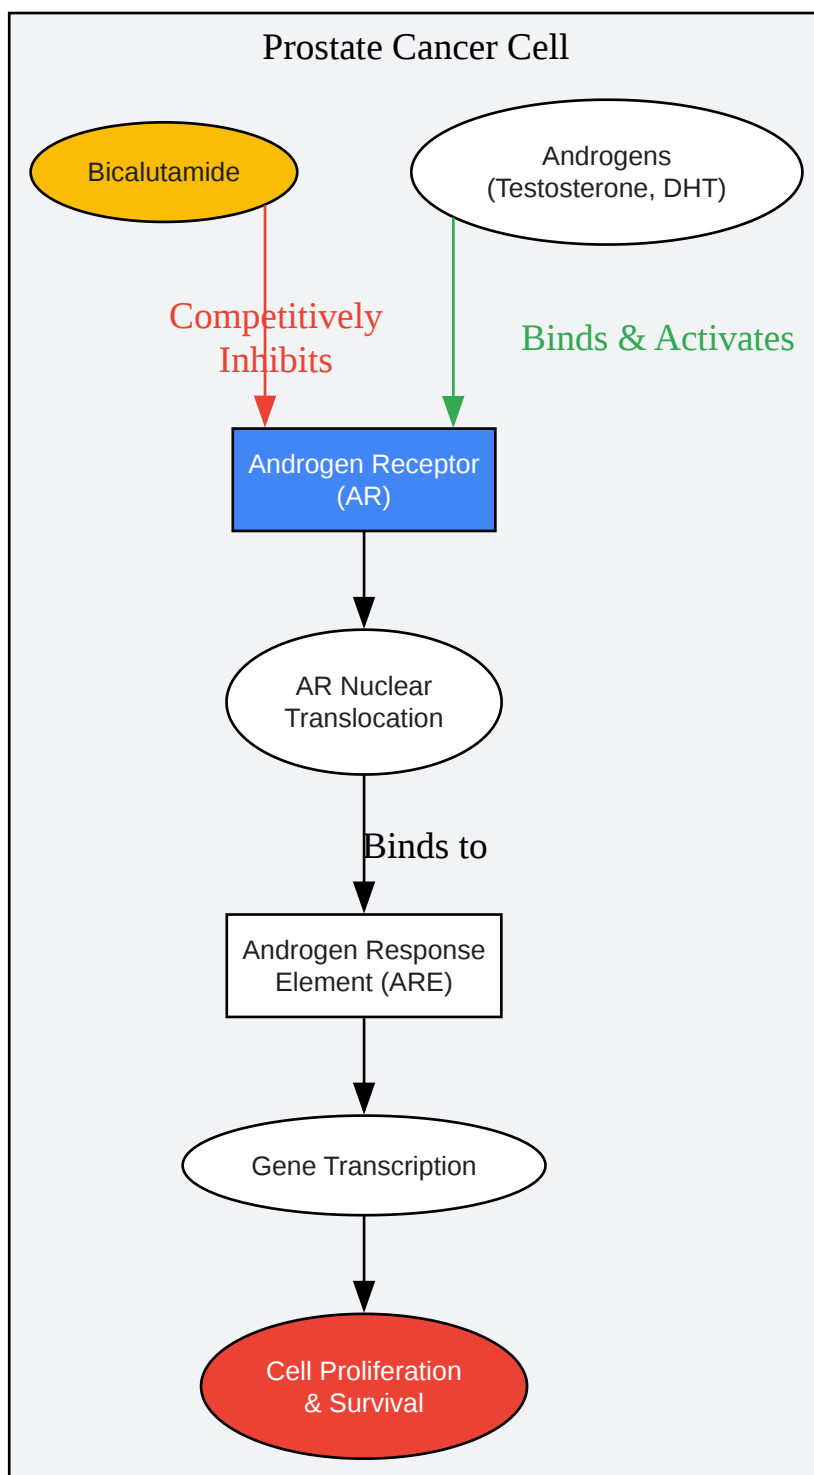 Prostate Cancer Cell
Bicalutamide
Androgens
(Testosterone, DHT)
Competitively
Inhibits
Binds & Activates
Androgen Receptor
(AR)
AR Nuclear
Translocation
Binds to
Androgen Response
Element (ARE)
Gene Transcription
Cell Proliferation
& Survival